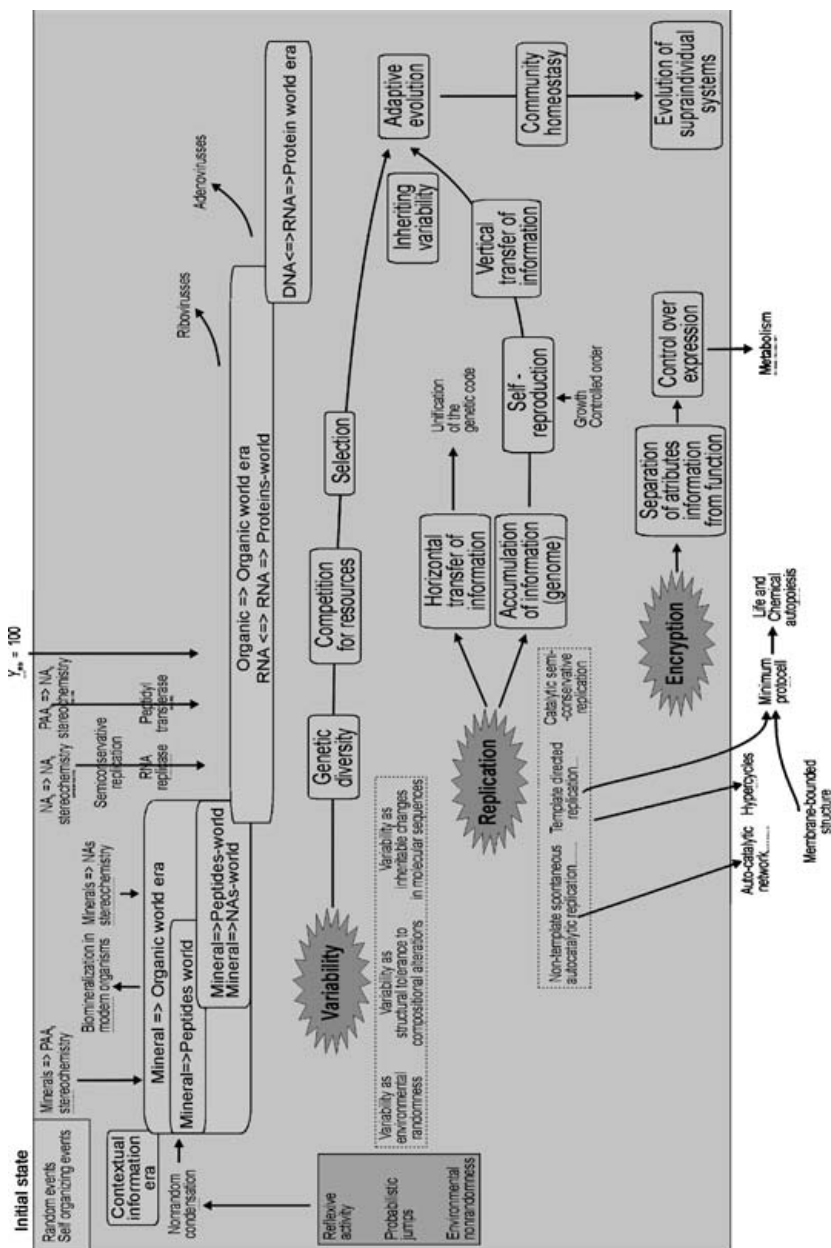 Initial state
Random events
Self organizing events
Contextual information
era
Nonrandom
condensation
Reflexive
activity
Probabilistic
jumps
Environmental
nonrandomness
Minerals => PAAs
stereochemistry
Biomineralization in
modern organisms
Minerals => NAs
stereochemistry
Mineral => Organic world era
Mineral=>Peptides world
Mineral=>Peptides-world
Mineral=>NAs-world
NAs => NAs
stereochemistry
Semiconservative
replication
RNA
replicase
PAAs => NAs
stereochemistry
Peptidyl
transferase
= 100
Organic => Organic world era
RNA <=> RNA => Proteins-world
Ribovirusses
DNA<=>RNA=>Protein world era
Adenovirusses
Variability
Genetic
diversity
Competition
for resources
Selection
Adaptive
evolution
Inheriting
variability
Community
homeostasy
Evolution of
supraindividual
systems
Variability as
environmental
randomness
Variability as
structural tolerance to
compositional alterations
Variability as
inheritable changes
in molecular sequences
Replication
Horizontal
transfer of
information
Unification
of the
genetic code
Accumulation
of information
(genome)
Self -
reproduction
Growth
Controlled order
Vertical
transfer of
information
Non-template spontaneous
autocatalytic replication......
Template directed
replication....
Catalytic semi-
-conservative
replication
Encryption
Separation
of atributes
information
from function
Control over
expression
Metabolism
Auto-catalytic
network
Hypercycles
Membrane-bounded
structure
Minimum
protocell
Life and
Chemical
autopoiesis